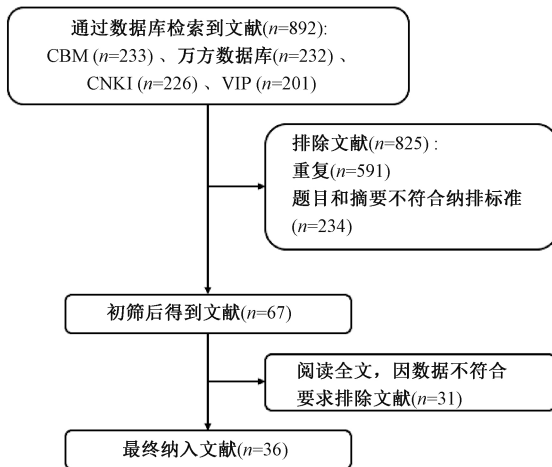 通过数据库检索到文献(n=892):
CBM (n=233) 、万方数据库(n=232) 、
CNKI (n=226) 、VIP (n=201)
排除文献(n=825) :
重复(n=591)
题目和摘要不符合纳排标准
(n=234)
初筛后得到文献(n=67)
阅读全文，因数据不符合
要求排除文献(n=31)
最终纳入文献(n=36)